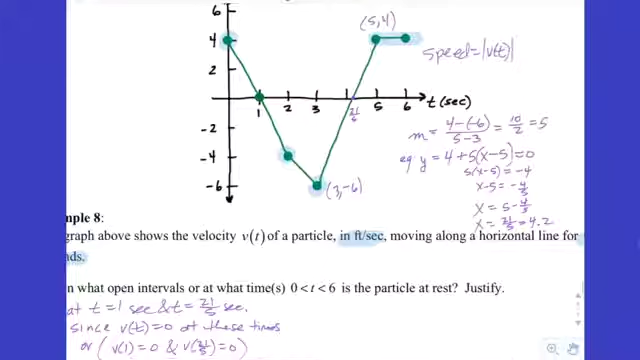 6
(5,4)
4
speed = |v(t)|
2
1 2 3 21/5 5 6 t (sec)
-2
m = 4-(-6)/5-3 = 10/2 = 5
-4
eq y = 4 + 5(x-5) = 0
5(x-5) = -4
-6
(3,-6)
x-5 = -4/5
x = 5 - 4/5
x = 21/5 = 4.2
mple 8
graph above shows the velocity v(t) of a particle, in ft/sec, moving along a horizontal line for
nds.
n what open intervals or at what time(s) 0 < t < 6 is the particle at rest? Justify.
at t = 1 sec & t = 21/5 sec.
since v(t) = 0 at these times
or (v(1) = 0 & v(21/5) = 0)